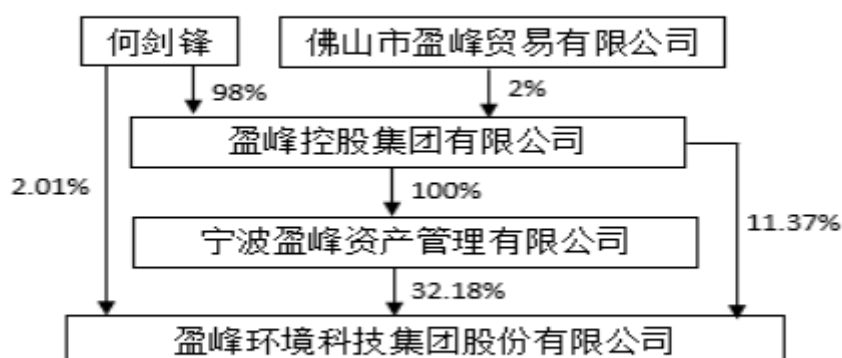 何剑锋
佛山市盈峰贸易有限公司
98%
2%
盈峰控股集团有限公司
2.01%
100%
11.37%
宁波盈峰资产管理有限公司
32.18%
盈峰环境科技集团股份有限公司